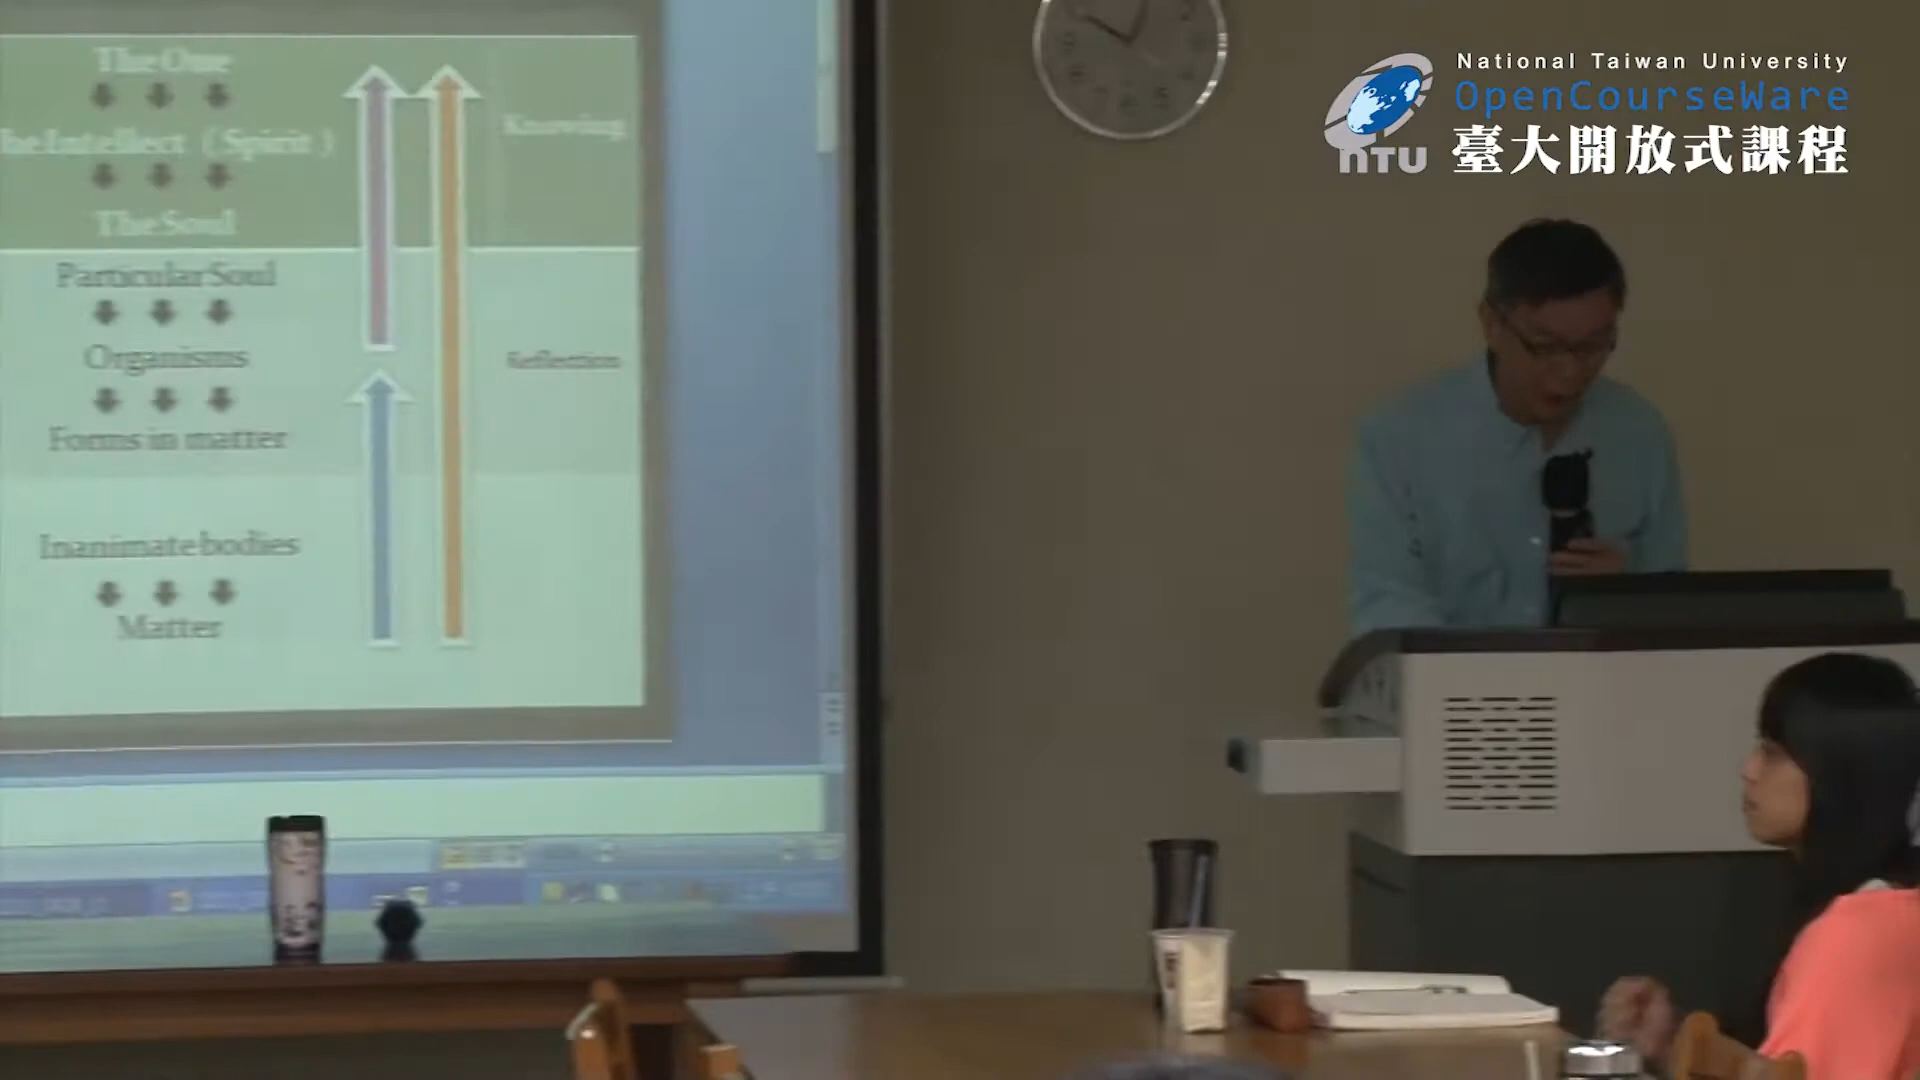 The One
he Intellect ( Spirit )
The Soul
Knowing
Particular Soul
Organisms
Forms in matter
Reflection
Inanimate bodies
Matter
National Taiwan University
OpenCourseWare
臺大開放式課程
NTU